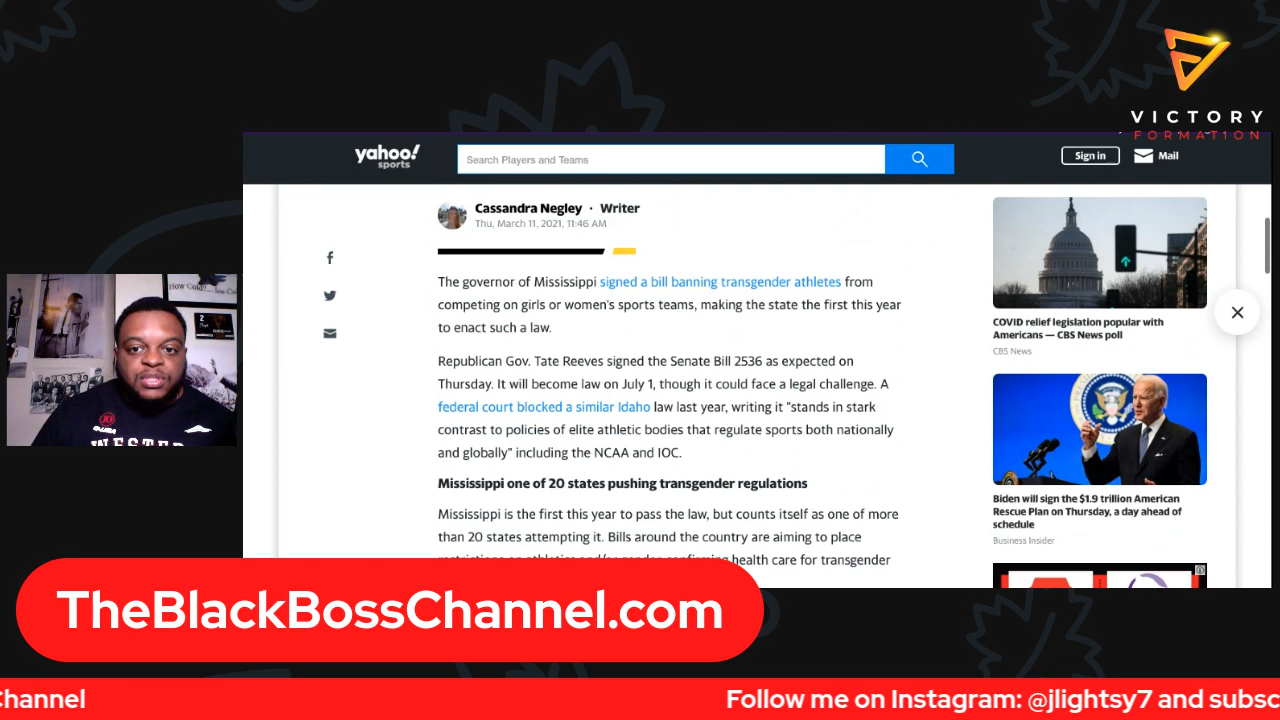 VICTORY
FORMATION
yahoo!
sports
Search Players and Teams
Sign in
Mail
Cassandra Negley · Writer
Thu, March 11, 2021, 11:46 AM
The governor of Mississippi signed a bill banning transgender athletes from
competing on girls or women's sports teams, making the state the first this year
to enact such a law.
Republican Gov. Tate Reeves signed the Senate Bill 2536 as expected on
Thursday. It will become law on July 1, though it could face a legal challenge. A
federal court blocked a similar Idaho law last year, writing it "stands in stark
contrast to policies of elite athletic bodies that regulate sports both nationally
and globally" including the NCAA and IOC.
Mississippi one of 20 states pushing transgender regulations
Mississippi is the first this year to pass the law, but counts itself as one of more
than 20 states attempting it. Bills around the country are aiming to place
health care for transgender
COVID relief legislation popular with
Americans — CBS News poll
CBS News
Biden will sign the $1.9 trillion American
Rescue Plan on Thursday, a day ahead of
schedule
Business Insider
How Cold?
WESTER
TheBlackBossChannel.com
Channel
Follow me on Instagram: @jlightsy7 and subsc